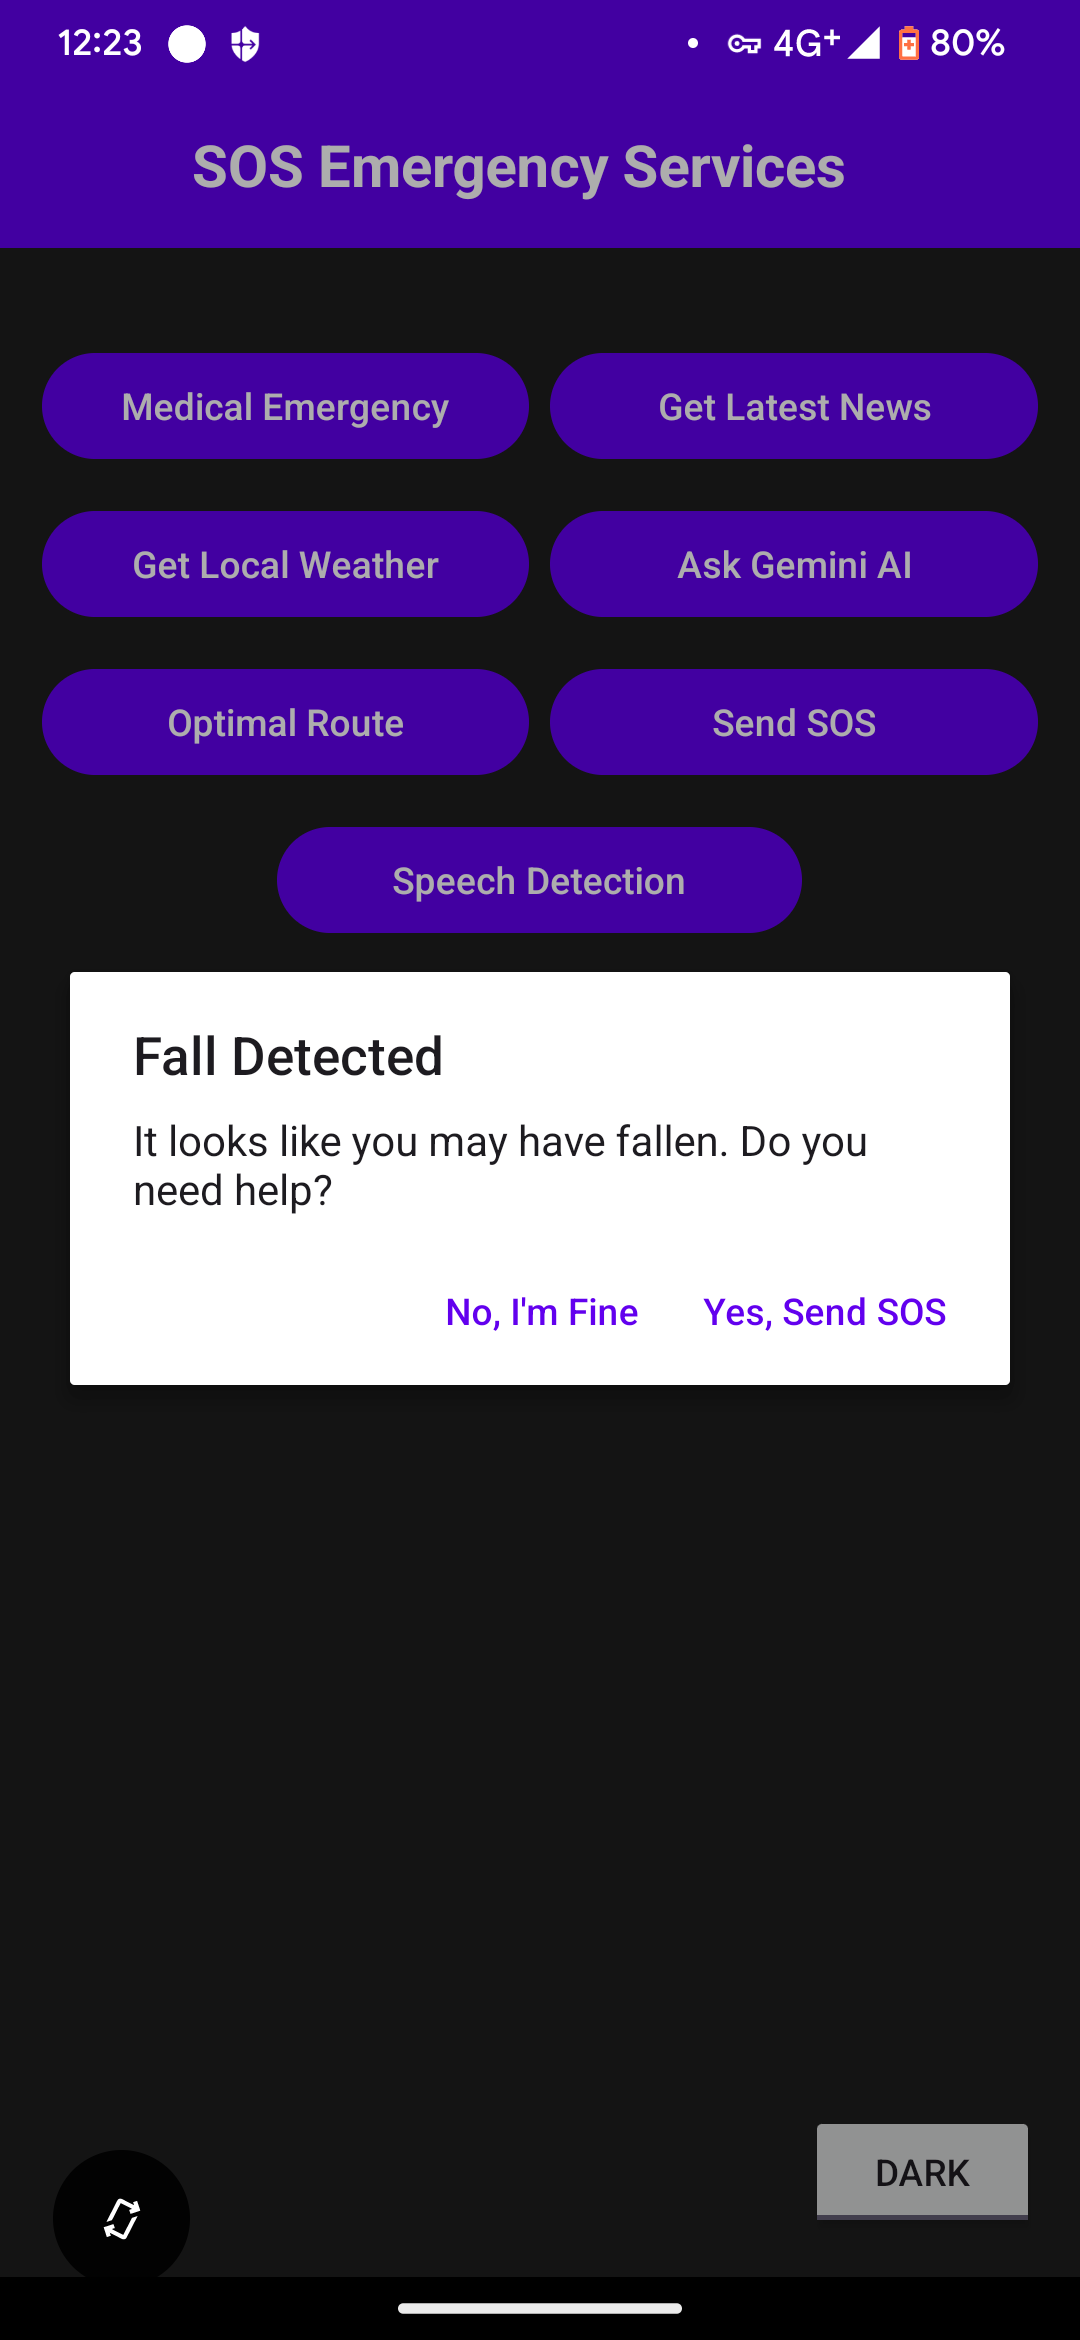 12:23 4G+ 80%
SOS Emergency Services
Medical Emergency Get Latest News
Get Local Weather Ask Gemini AI
Optimal Route Send SOS
Speech Detection
Fall Detected
It looks like you may have fallen. Do you
need help?
No, I'm Fine Yes, Send SOS
DARK